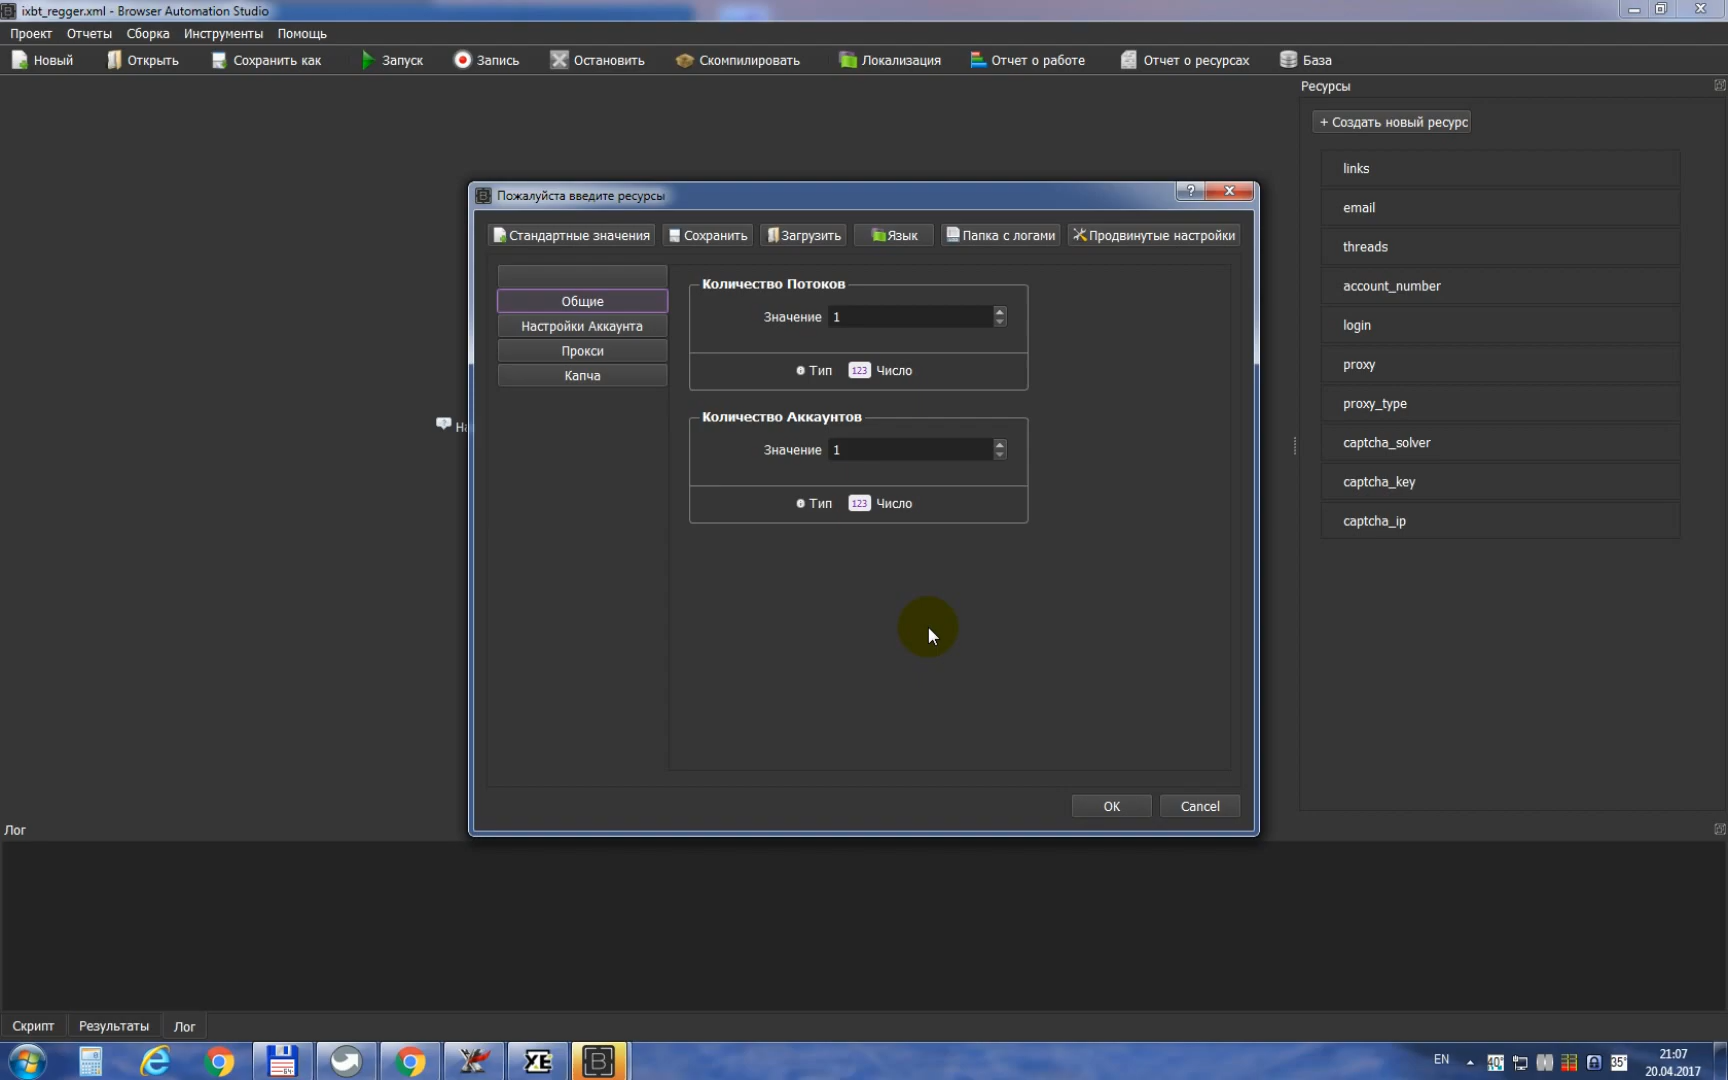 ixbt_regger.xml - Browser Automation Studio
Проект Отчеты Сборка Инструменты Помощь
Новый Открыть Сохранить как Запуск Запись Остановить Скомпилировать Локализация Отчет о работе Отчет о ресурсах База
Ресурсы
+ Создать новый ресурс
links
email
threads
account_number
login
proxy
proxy_type
captcha_solver
captcha_key
captcha_ip
Пожалуйста введите ресурсы
Стандартные значения Сохранить Загрузить Язык Папка с логами Продвинутые настройки
Общие
Настройки Аккаунта
Прокси
Капча
Количество Потоков
Значение 1
Тип 123 Число
Количество Аккаунтов
Значение 1
Тип 123 Число
OK Cancel
Лог
Скрипт Результаты Лог
EN 40° 35°
21:07
20.04.2017